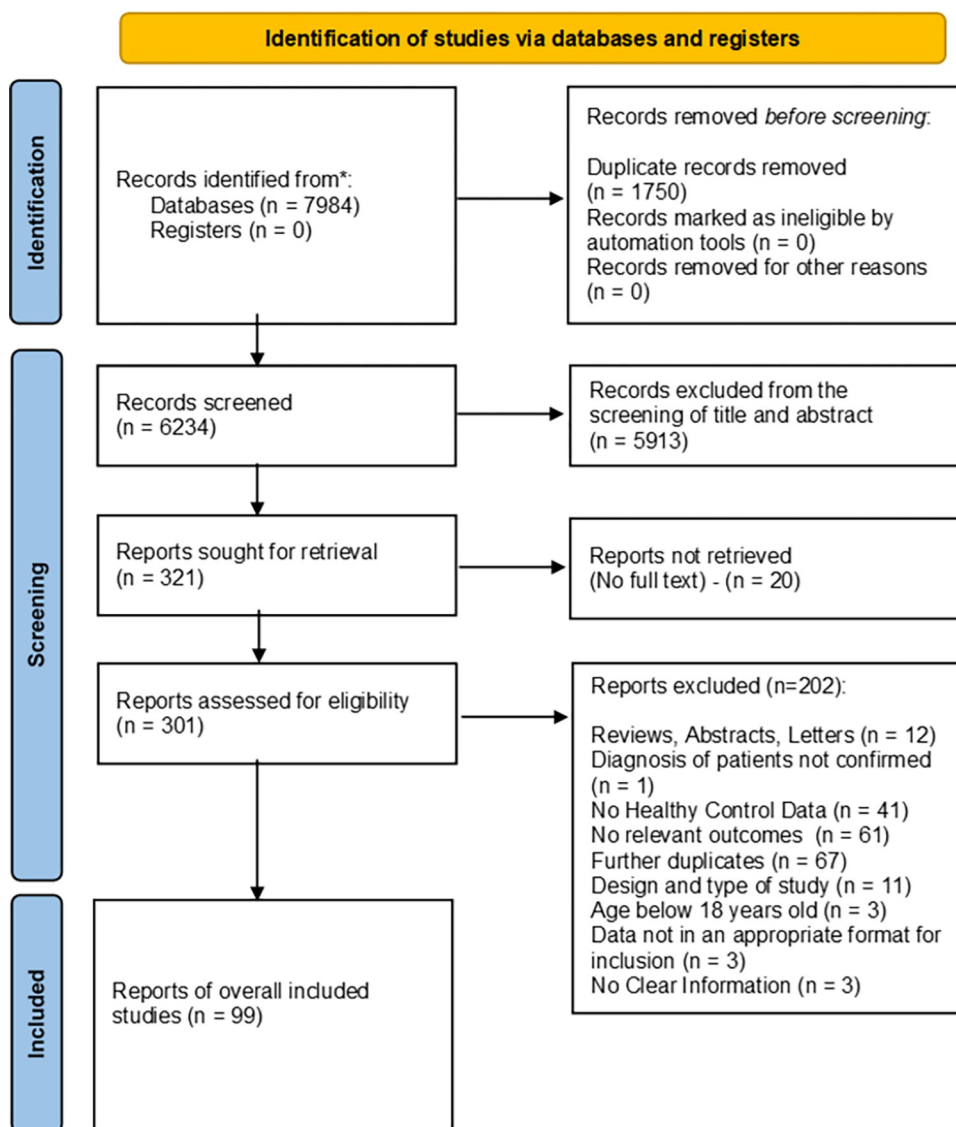 Identification of studies via databases and registers
Identification
Records identified from*:
Databases (n = 7984)
Registers (n = 0)
Records removed before screening:
Duplicate records removed
(n = 1750)
Records marked as ineligible by
automation tools (n = 0)
Records removed for other reasons
(n = 0)
Screening
Records screened
(n = 6234)
Records excluded from the
screening of title and abstract
(n = 5913)
Reports sought for retrieval
(n = 321)
Reports not retrieved
(No full text) - (n = 20)
Reports assessed for eligibility
(n = 301)
Reports excluded (n=202):
Reviews, Abstracts, Letters (n = 12)
Diagnosis of patients not confirmed
(n = 1)
No Healthy Control Data (n = 41)
No relevant outcomes (n = 61)
Further duplicates (n = 67)
Design and type of study (n = 11)
Age below 18 years old (n = 3)
Data not in an appropriate format for
inclusion (n = 3)
No Clear Information (n = 3)
Included
Reports of overall included
studies (n = 99)